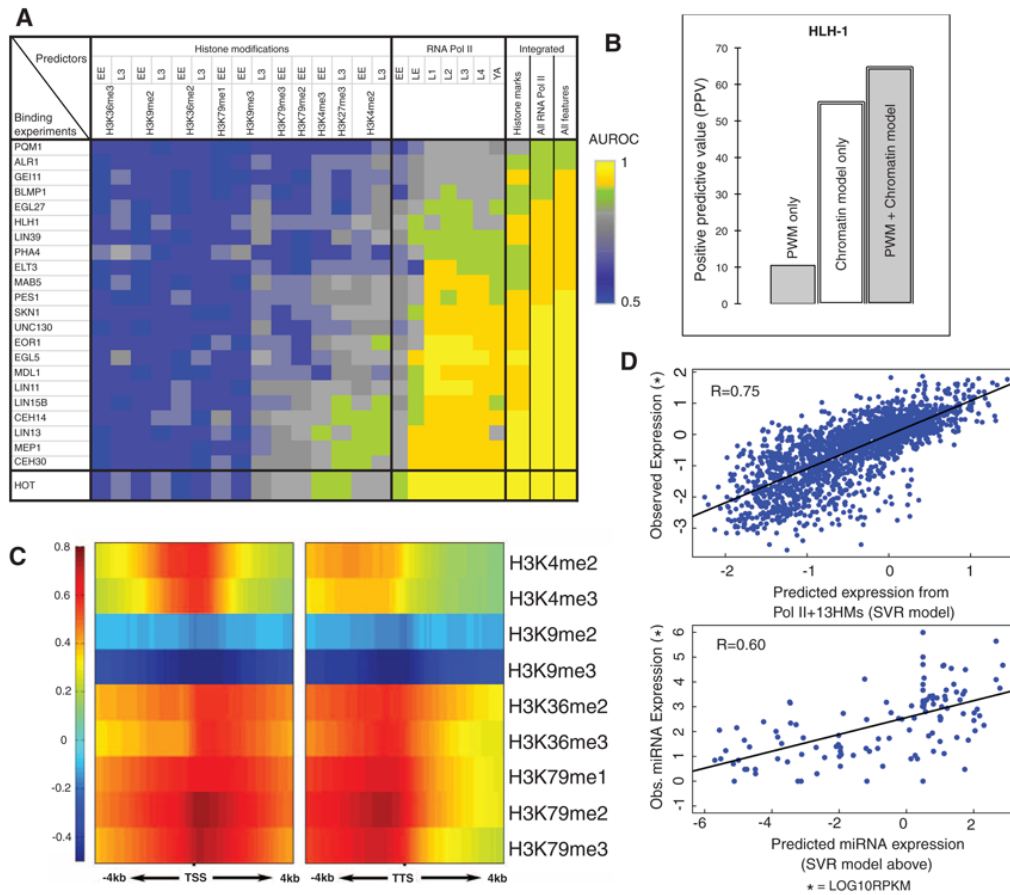 A
Predictors
Binding
experiments
Histone modifications
RNA Pol II
Integrated
EE L3 EE L3 EE L3 EE L3 EE L3 EE EE EE L3 EE L3 EE LE L1 L2 L3 L4 YA
H3K36me3 H3K9me2 H3K36me2 H3K79me1 H3K9me3 H3K79me3 H3K79me2 H3K4me3 H3K27me3 H3K4me2
Histone marks
All RNA Pol II
All features
PQM1
ALR1
GEI11
BLMP1
EGL27
HLH1
LIN39
PHA4
ELT3
MAB5
PES1
SKN1
UNC130
EOR1
EGL5
MDL1
LIN11
LIN15B
CEH14
LIN13
MEP1
CEH30
HOT
AUROC
1
0.5
B
HLH-1
Positive predictive value (PPV)
70
60
50
40
30
20
10
0
PWM only
Chromatin model only
PWM + Chromatin model
C
0.8
0.6
0.4
0.2
0
-0.2
-0.4
H3K4me2
H3K4me3
H3K9me2
H3K9me3
H3K36me2
H3K36me3
H3K79me1
H3K79me2
H3K79me3
-4kb TSS 4kb
-4kb TTS 4kb
D
R=0.75
Observed Expression (*)
2
1
0
-1
-2
-3
-2 -1 0 1
Predicted expression from
Pol II+13HMs (SVR model)
R=0.60
Obs. miRNA Expression (*)
6
5
4
3
2
1
0
-1
-6 -4 -2 0 2
Predicted miRNA expression
(SVR model above)
* = LOG10RPKM